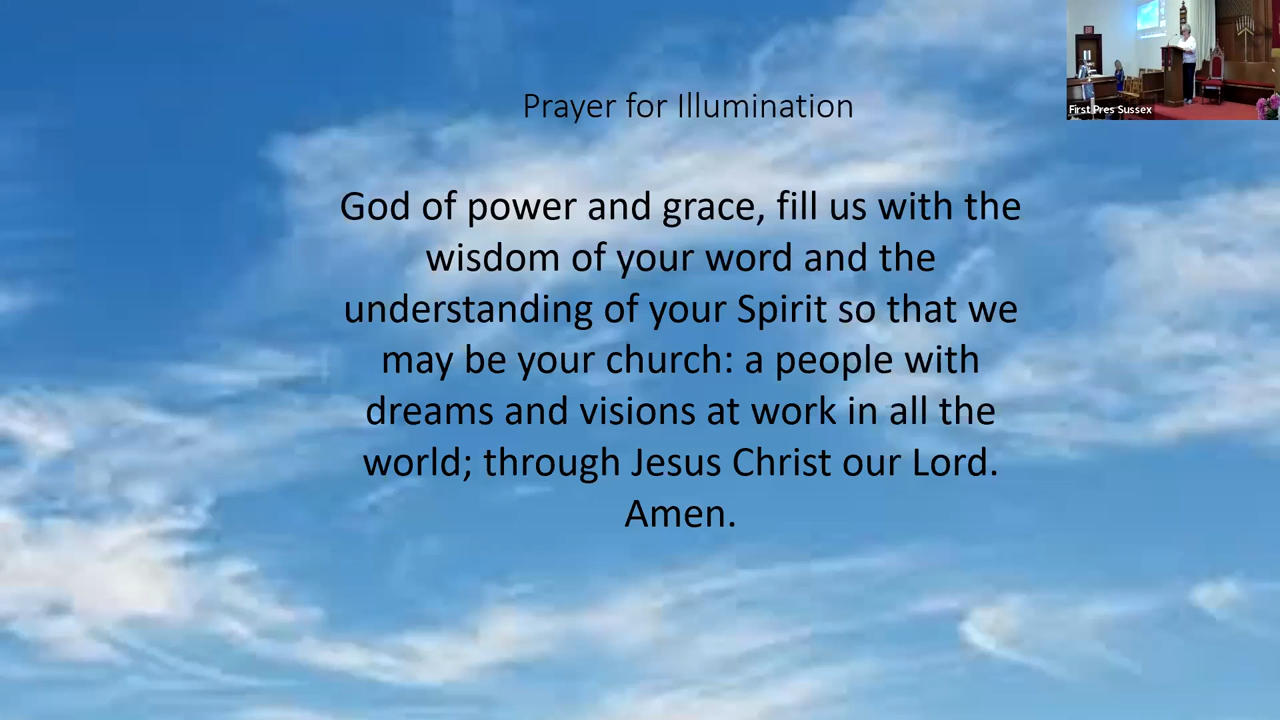 Prayer for Illumination
God of power and grace, fill us with the
wisdom of your word and the
understanding of your Spirit so that we
may be your church: a people with
dreams and visions at work in all the
world; through Jesus Christ our Lord.
Amen.
First Pres Sussex